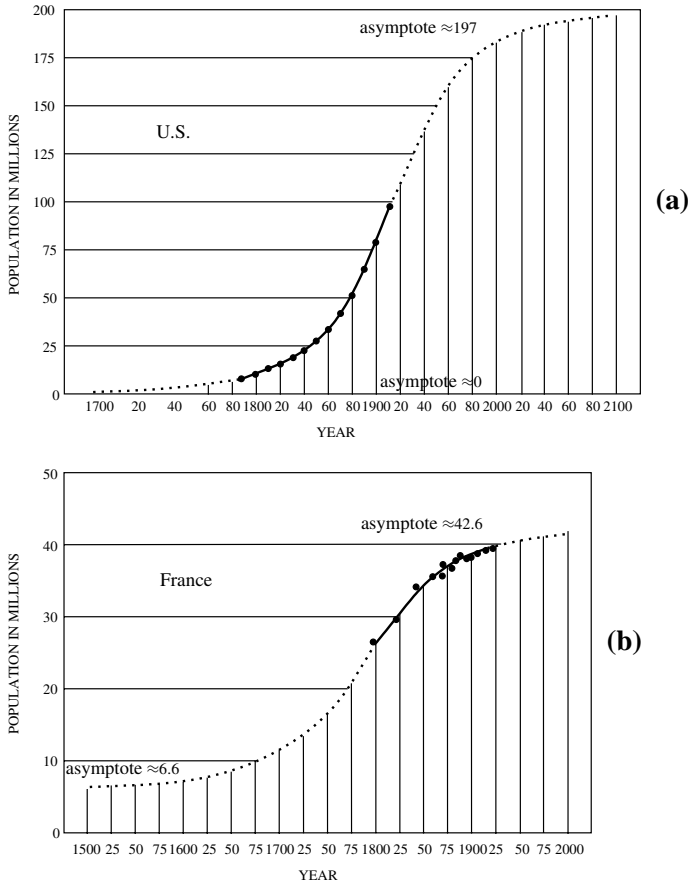 200
asymptote ≈197
175
150
U.S.
125
100
(a)
75
50
25
asymptote ≈0
0
POPULATION IN MILLIONS
1700 20 40 60 80 1800 20 40 60 80 1900 20 40 60 80 2000 20 40 60 80 2100
YEAR
50
asymptote ≈42.6
40
France
30
(b)
20
10
asymptote ≈6.6
0
POPULATION IN MILLIONS
1500 25 50 75 1600 25 50 75 1700 25 50 75 1800 25 50 75 1900 25 50 75 2000
YEAR